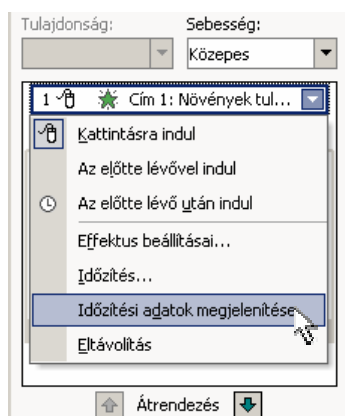 Tulajdonság: Sebesség:
Közepes
1 Cím 1: Növények tul...
Kattintásra indul
Az előtte lévővel indul
Az előtte lévő után indul
Effektus beállításai...
Időzítés...
Időzítési adatok megjelenítése
Eltávolítás
Átrendezés